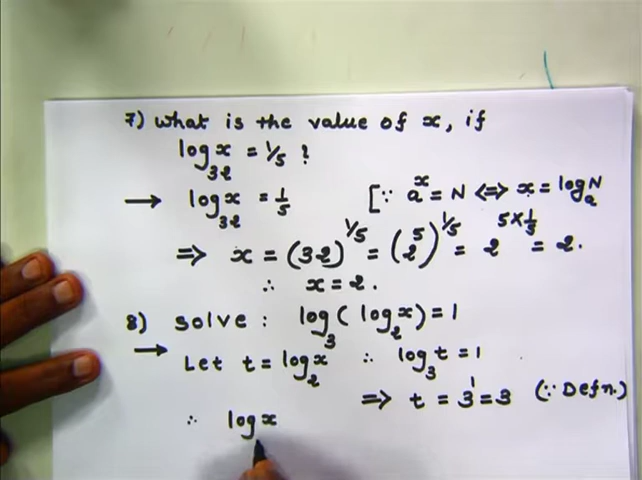 7) What is the value of x, if
log₃₂x = 1/5 ?
→ log₃₂x = 1/5 [∵ aˣ = N ⇔ x = logₐN
⇒ x = (32)^1/5 = (2⁵)^1/5 = 2^5×1/5 = 2.
∴ x = 2.
8) Solve : log₃(log₂x) = 1
→ Let t = log₂x ∴ log₃t = 1
⇒ t = 3¹ = 3 (∵ Defn.)
∴ log x